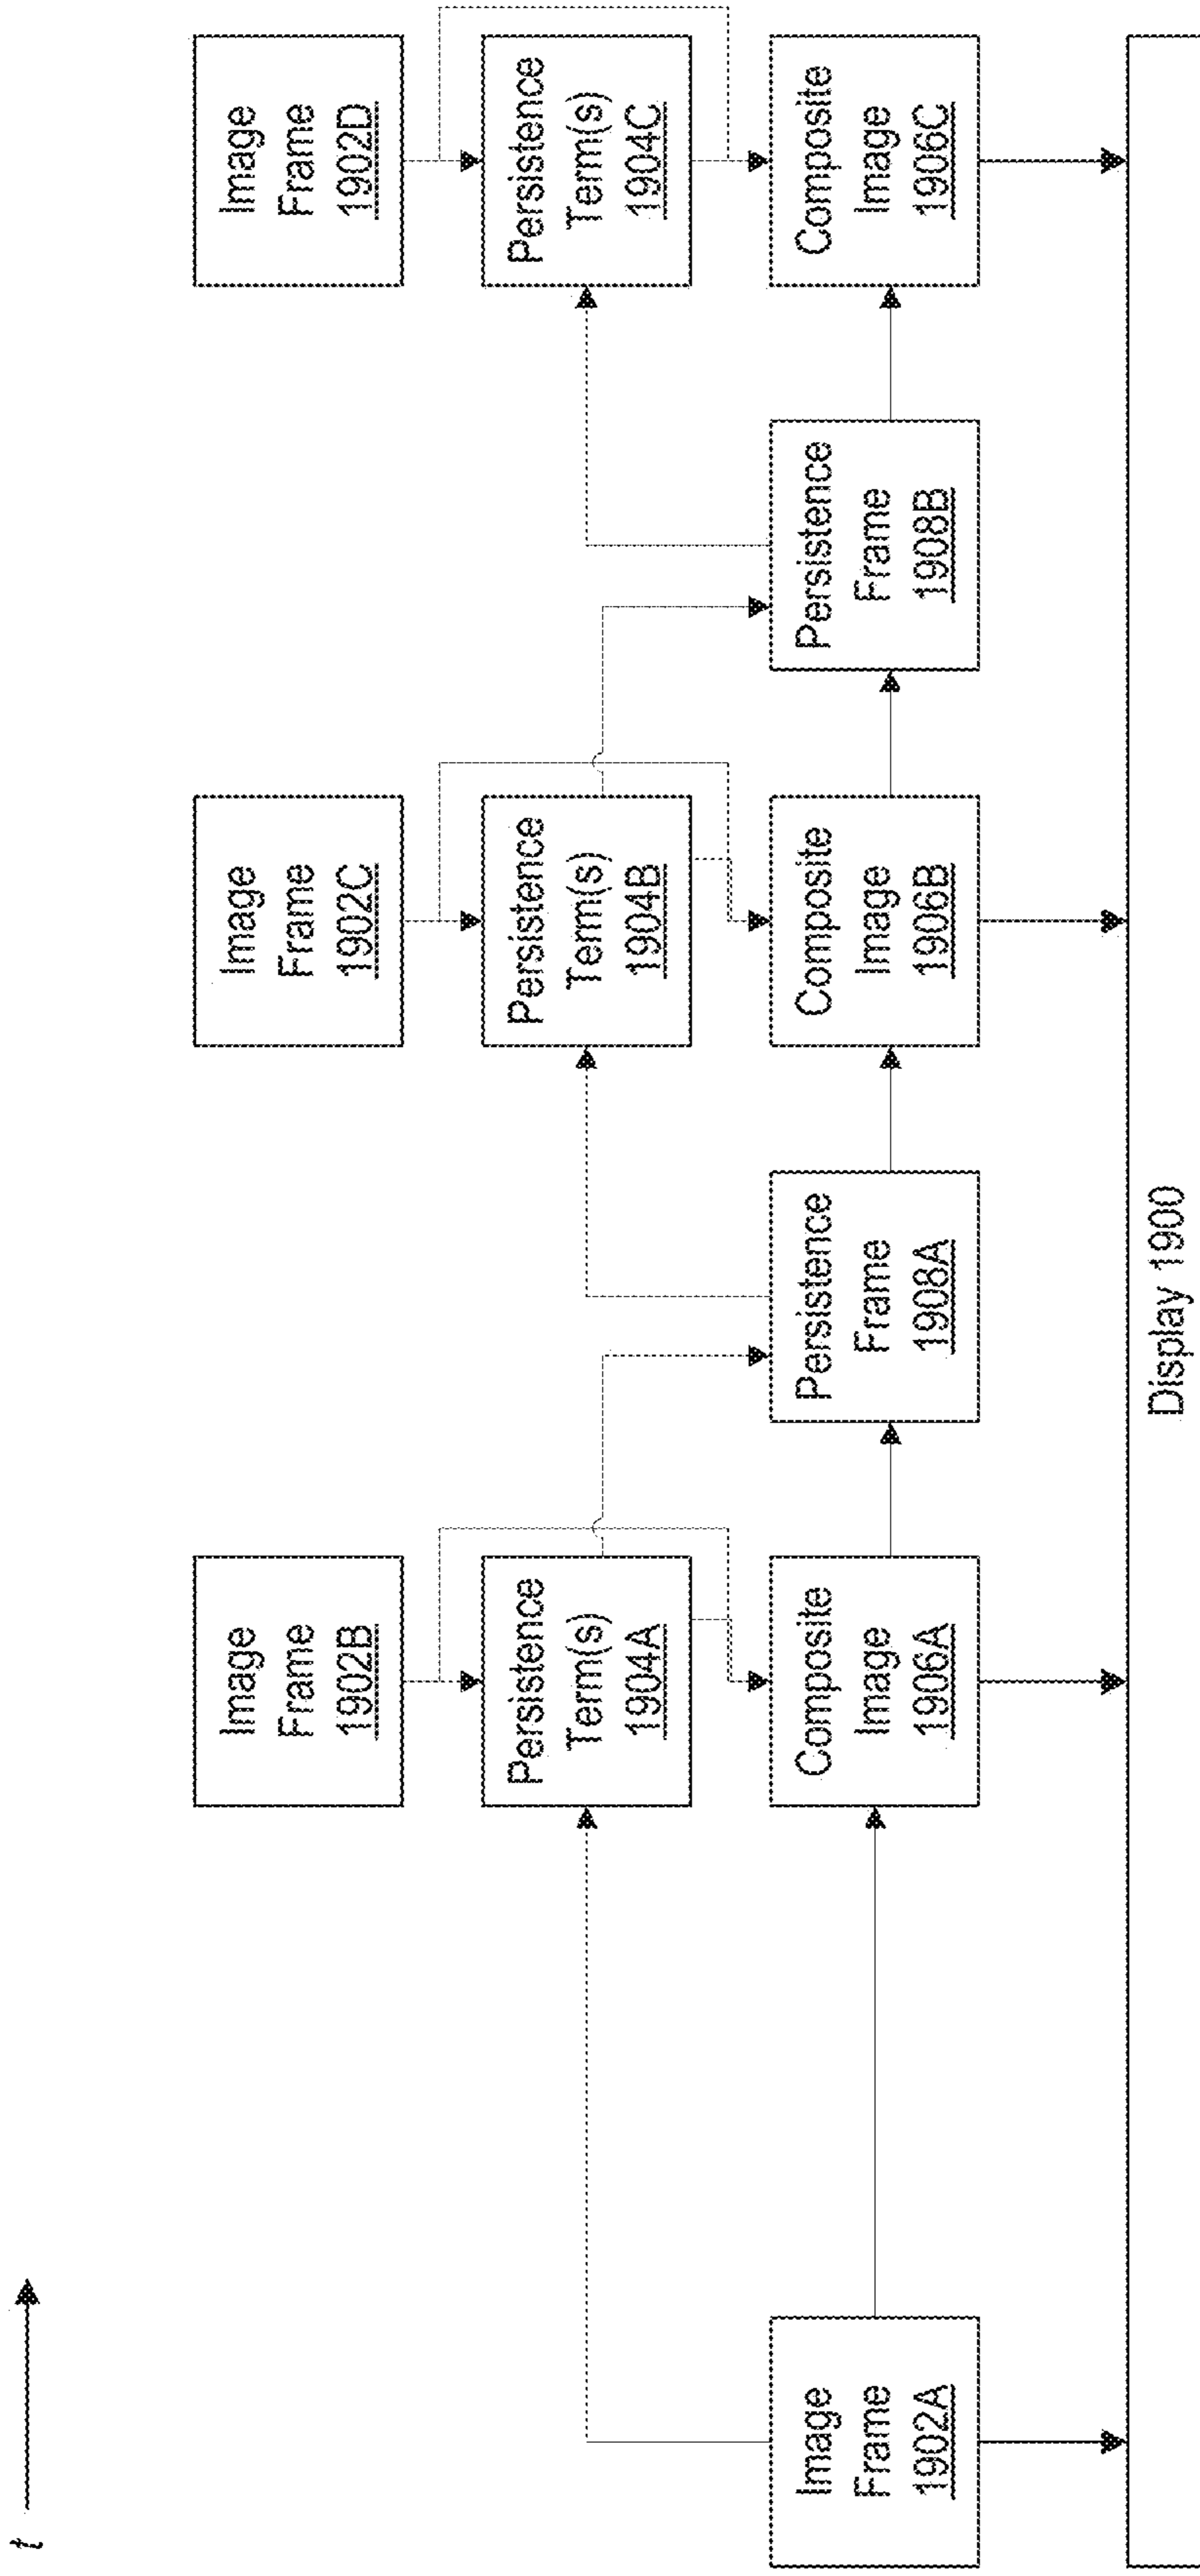 t
Image
Frame
1902A
Image
Frame
1902B
Persistence
Term(s)
1904A
Composite
Image
1906A
Persistence
Frame
1908A
Image
Frame
1902C
Persistence
Term(s)
1904B
Composite
Image
1906B
Persistence
Frame
1908B
Image
Frame
1902D
Persistence
Term(s)
1904C
Composite
Image
1906C
Display 1900